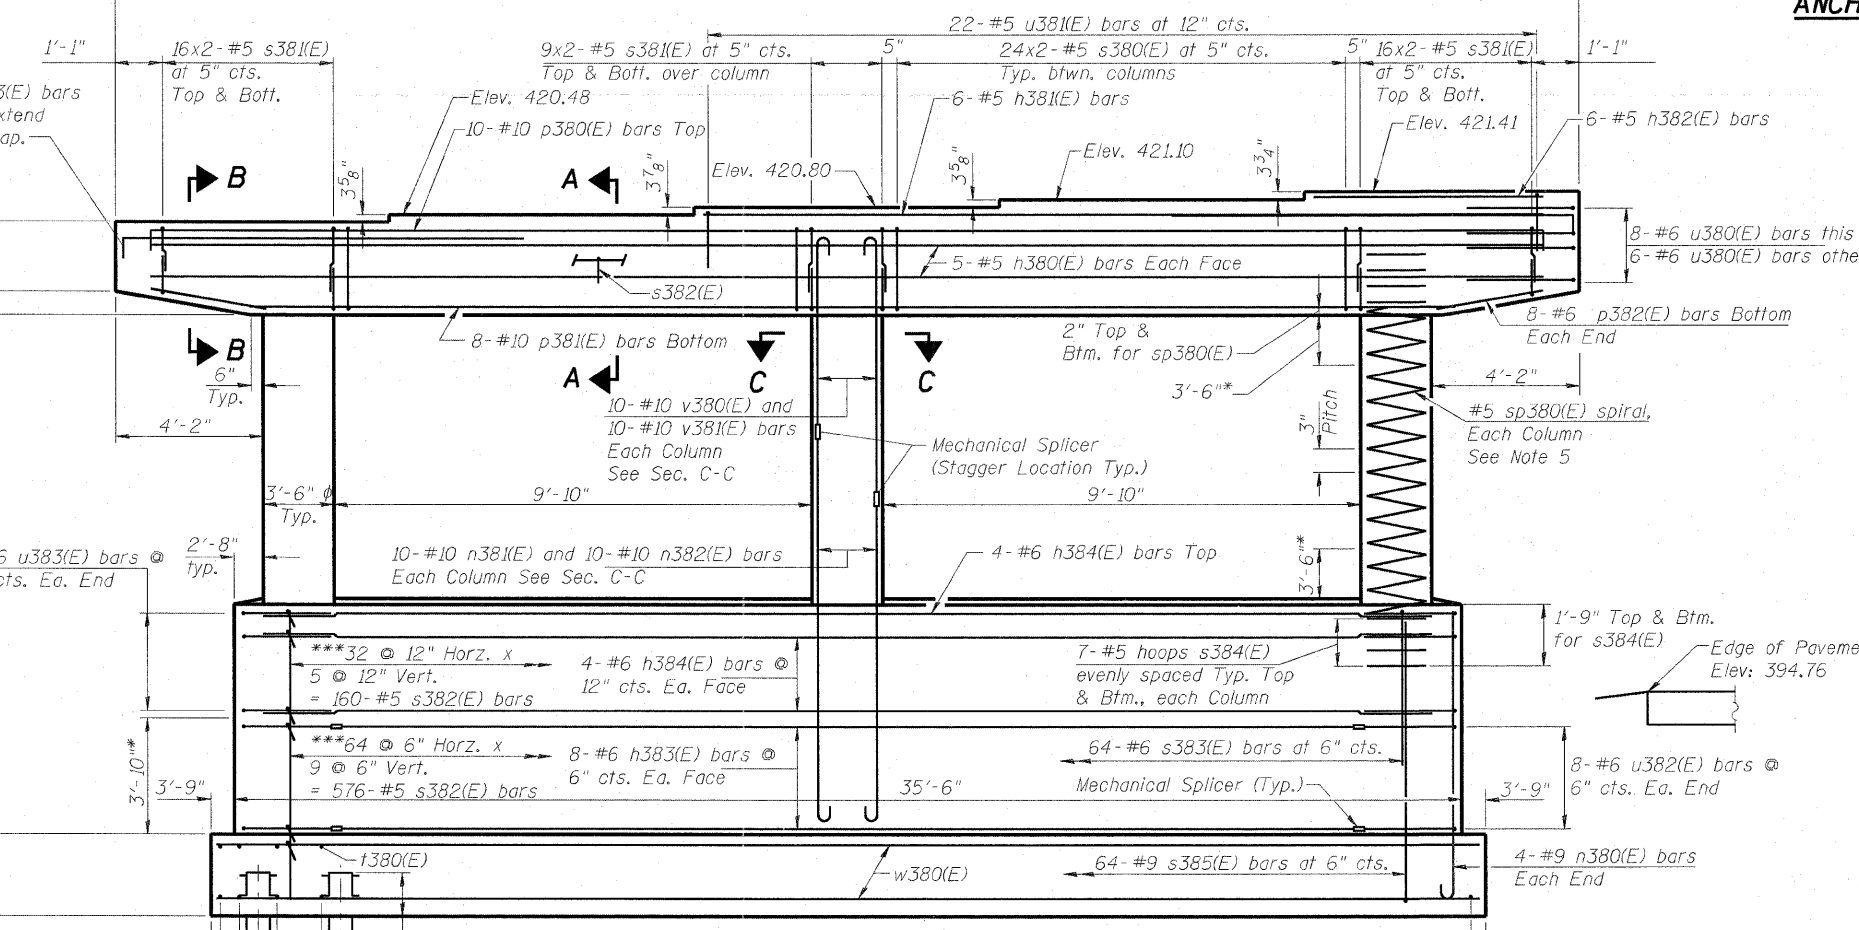 ANCH
22-#5 u381(E) bars at 12" cts.
1'-1"
16x2-#5 s381(E)
at 5" cts.
Top & Bott.
9x2-#5 s381(E) at 5" cts.
Top & Bott. over column
5"
24x2-#5 s380(E) at 5" cts.
Typ. btwn. columns
5"
16x2-#5 s381(E)
at 5" cts.
Top & Bott.
1'-1"
(E) bars
xtend
ap.
Elev. 420.48
10-#10 p380(E) bars Top
6-#5 h381(E) bars
Elev. 421.41
6-#5 h382(E) bars
B
3 5/8"
A
3 7/8"
Elev. 420.80
3 5/8"
Elev. 421.10
3 3/4"
8-#6 u380(E) bars this
6-#6 u380(E) bars othe
5-#5 h380(E) bars Each Face
s382(E)
8-#10 p381(E) bars Bottom
2" Top &
Btm. for sp380(E)
8-#6 p382(E) bars Bottom
Each End
B
A
C
C
6"
Typ.
3'-6"*
4'-2"
4'-2"
10-#10 v380(E) and
10-#10 v381(E) bars
Each Column
See Sec. C-C
3"
Pitch
#5 sp380(E) spiral,
Each Column
See Note 5
Mechanical Splicer
(Stagger Location Typ.)
3'-6" ϕ
Typ.
9'-10"
9'-10"
6 u383(E) bars @
cts. Ea. End
2'-8"
typ.
10-#10 n381(E) and 10-#10 n382(E) bars
Each Column See Sec. C-C
4-#6 h384(E) bars Top
3'-6"*
1'-9" Top & Btm.
for s384(E)
***32 @ 12" Horz. x
5 @ 12" Vert.
= 160-#5 s382(E) bars
4-#6 h384(E) bars @
12" cts. Ea. Face
7-#5 hoops s384(E)
evenly spaced Typ. Top
& Btm., each Column
Edge of Paveme
Elev: 394.76
***64 @ 6" Horz. x
9 @ 6" Vert.
= 576-#5 s382(E) bars
8-#6 h383(E) bars @
6" cts. Ea. Face
64-#6 s383(E) bars at 6" cts.
Mechanical Splicer (Typ.)
8-#6 u382(E) bars @
6" cts. Ea. End
3'-10"*
3'-9"
35'-6"
3'-9"
t380(E)
w380(E)
64-#9 s385(E) bars at 6" cts.
4-#9 n380(E) bars
Each End